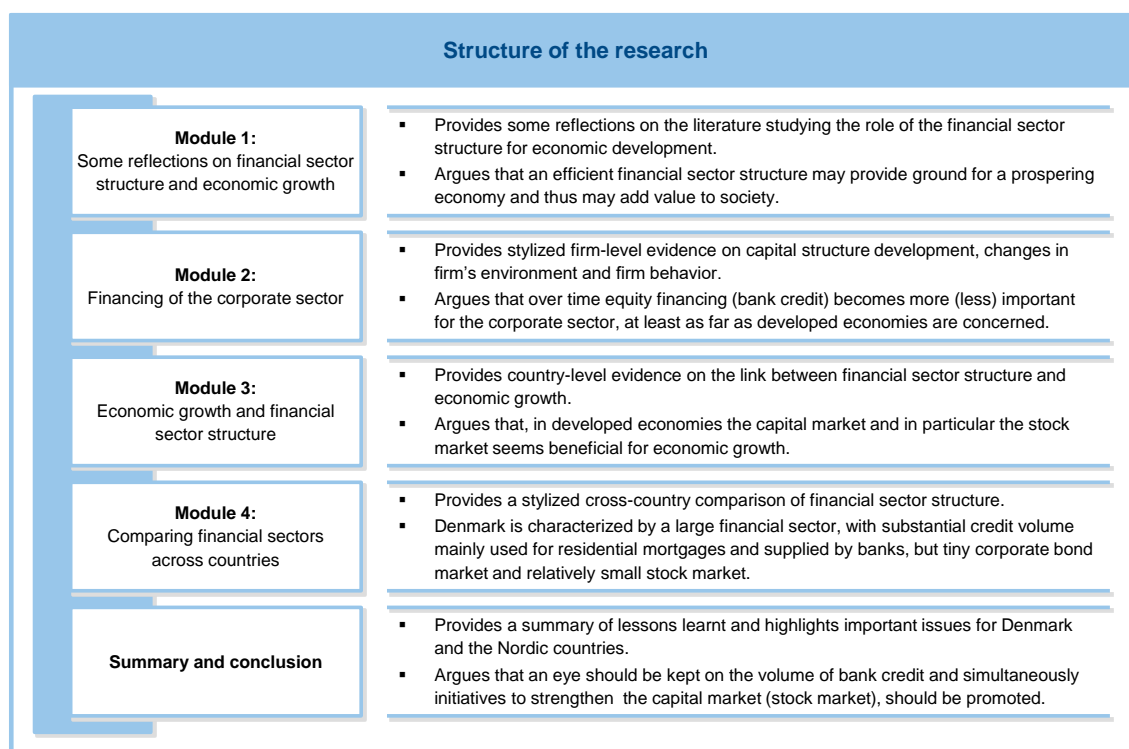 Structure of the research
Module 1:
Some reflections on financial sector
structure and economic growth
▪ Provides some reflections on the literature studying the role of the financial sector
structure for economic development.
▪ Argues that an efficient financial sector structure may provide ground for a prospering
economy and thus may add value to society.
Module 2:
Financing of the corporate sector
▪ Provides stylized firm-level evidence on capital structure development, changes in
firm's environment and firm behavior.
▪ Argues that over time equity financing (bank credit) becomes more (less) important
for the corporate sector, at least as far as developed economies are concerned.
Module 3:
Economic growth and financial
sector structure
▪ Provides country-level evidence on the link between financial sector structure and
economic growth.
▪ Argues that, in developed economies the capital market and in particular the stock
market seems beneficial for economic growth.
Module 4:
Comparing financial sectors
across countries
▪ Provides a stylized cross-country comparison of financial sector structure.
▪ Denmark is characterized by a large financial sector, with substantial credit volume
mainly used for residential mortgages and supplied by banks, but tiny corporate bond
market and relatively small stock market.
Summary and conclusion
▪ Provides a summary of lessons learnt and highlights important issues for Denmark
and the Nordic countries.
▪ Argues that an eye should be kept on the volume of bank credit and simultaneously
initiatives to strengthen the capital market (stock market), should be promoted.